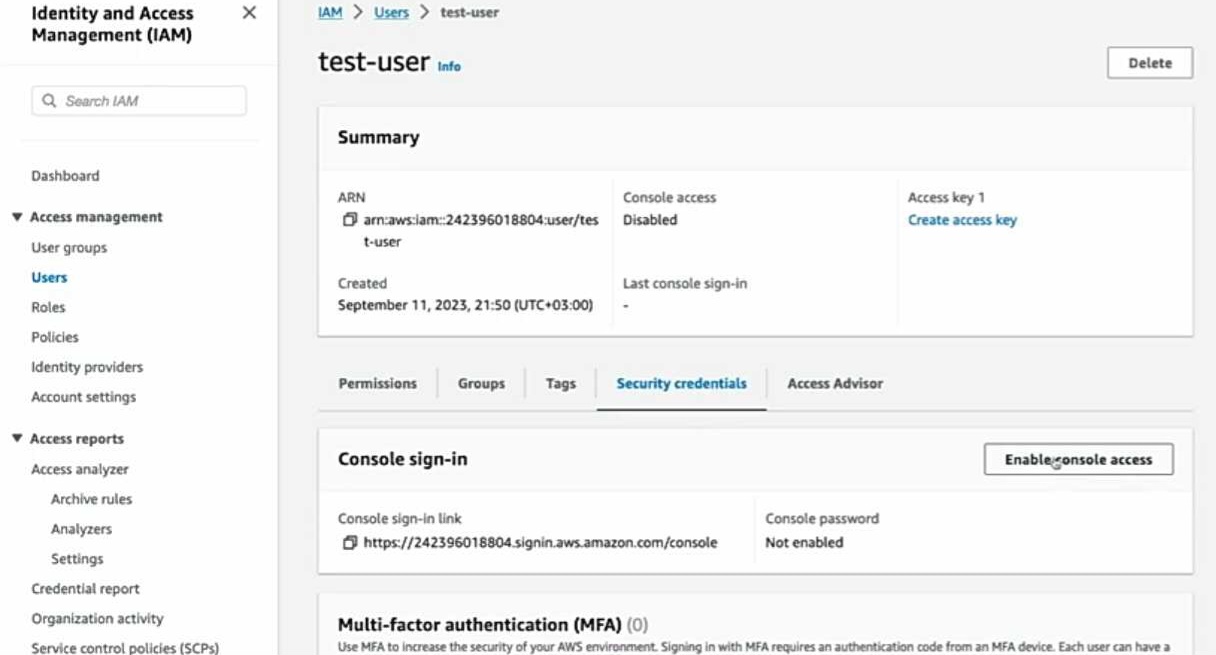 Identity and Access
Management (IAM)
Search IAM
Dashboard
Access management
User groups
Users
Roles
Policies
Identity providers
Account settings
Access reports
Access analyzer
Archive rules
Analyzers
Settings
Credential report
Organization activity
Service control policies (SCPs)
IAM > Users > test-user
test-user Info
Delete
Summary
ARN
arn:aws:iam::242396018804:user/tes
t-user
Console access
Disabled
Access key 1
Create access key
Created
September 11, 2023, 21:50 (UTC+03:00)
Last console sign-in
-
Permissions Groups Tags Security credentials Access Advisor
Console sign-in
Enable console access
Console sign-in link
https://242396018804.signin.aws.amazon.com/console
Console password
Not enabled
Multi-factor authentication (MFA) (0)
Use MFA to increase the security of your AWS environment. Signing in with MFA requires an authentication code from an MFA device. Each user can have a